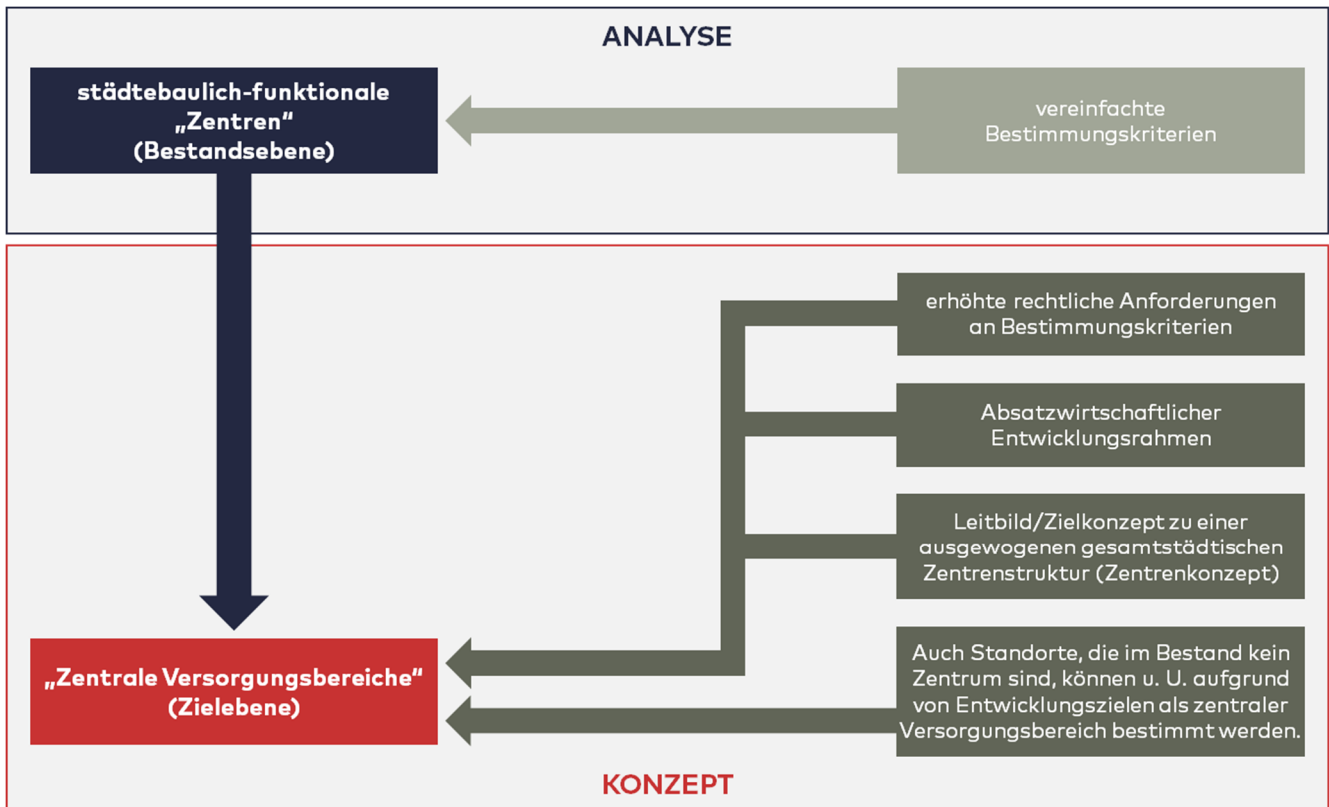 ANALYSE
städtebaulich-funktionale
„Zentren“
(Bestandsebene)
vereinfachte
Bestimmungskriterien
erhöhte rechtliche Anforderungen
an Bestimmungskriterien
Absatzwirtschaftlicher
Entwicklungsrahmen
Leitbild/Zielkonzept zu einer
ausgewogenen gesamtstädtischen
Zentrenstruktur (Zentrenkonzept)
„Zentrale Versorgungsbereiche“
(Zielebene)
Auch Standorte, die im Bestand kein
Zentrum sind, können u. U. aufgrund
von Entwicklungszielen als zentraler
Versorgungsbereich bestimmt werden.
KONZEPT